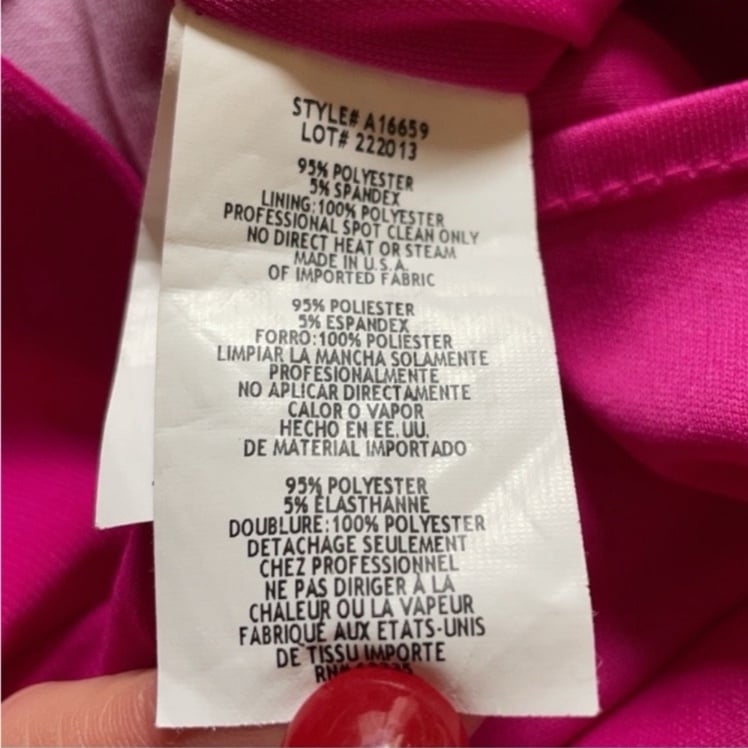 STYLE# A16659
LOT# 222013
95% POLYESTER
5% SPANDEX
LINING:100% POLYESTER
PROFESSIONAL SPOT CLEAN ONLY
NO DIRECT HEAT OR STEAM
MADE IN U.S.A.
OF IMPORTED FABRIC
95% POLIESTER
5% ESPANDEX
FORRO:100% POLIESTER
LIMPIAR LA MANCHA SOLAMENTE
PROFESIONALMENTE
NO APLICAR DIRECTAMENTE
CALOR O VAPOR
HECHO EN EE.UU.
DE MATERIAL IMPORTADO
95% POLYESTER
5% ÉLASTHANNE
DOUBLURE:100% POLYESTER
DETACHAGE SEULEMENT
CHEZ PROFESSIONNEL
NE PAS DIRIGER À LA
CHALEUR OU LA VAPEUR
FABRIQUÉ AUX ETATS-UNIS
DE TISSU IMPORTE
RN#